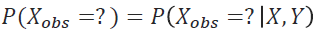 P(X_obs =?) = P(X_obs =?|X,Y)